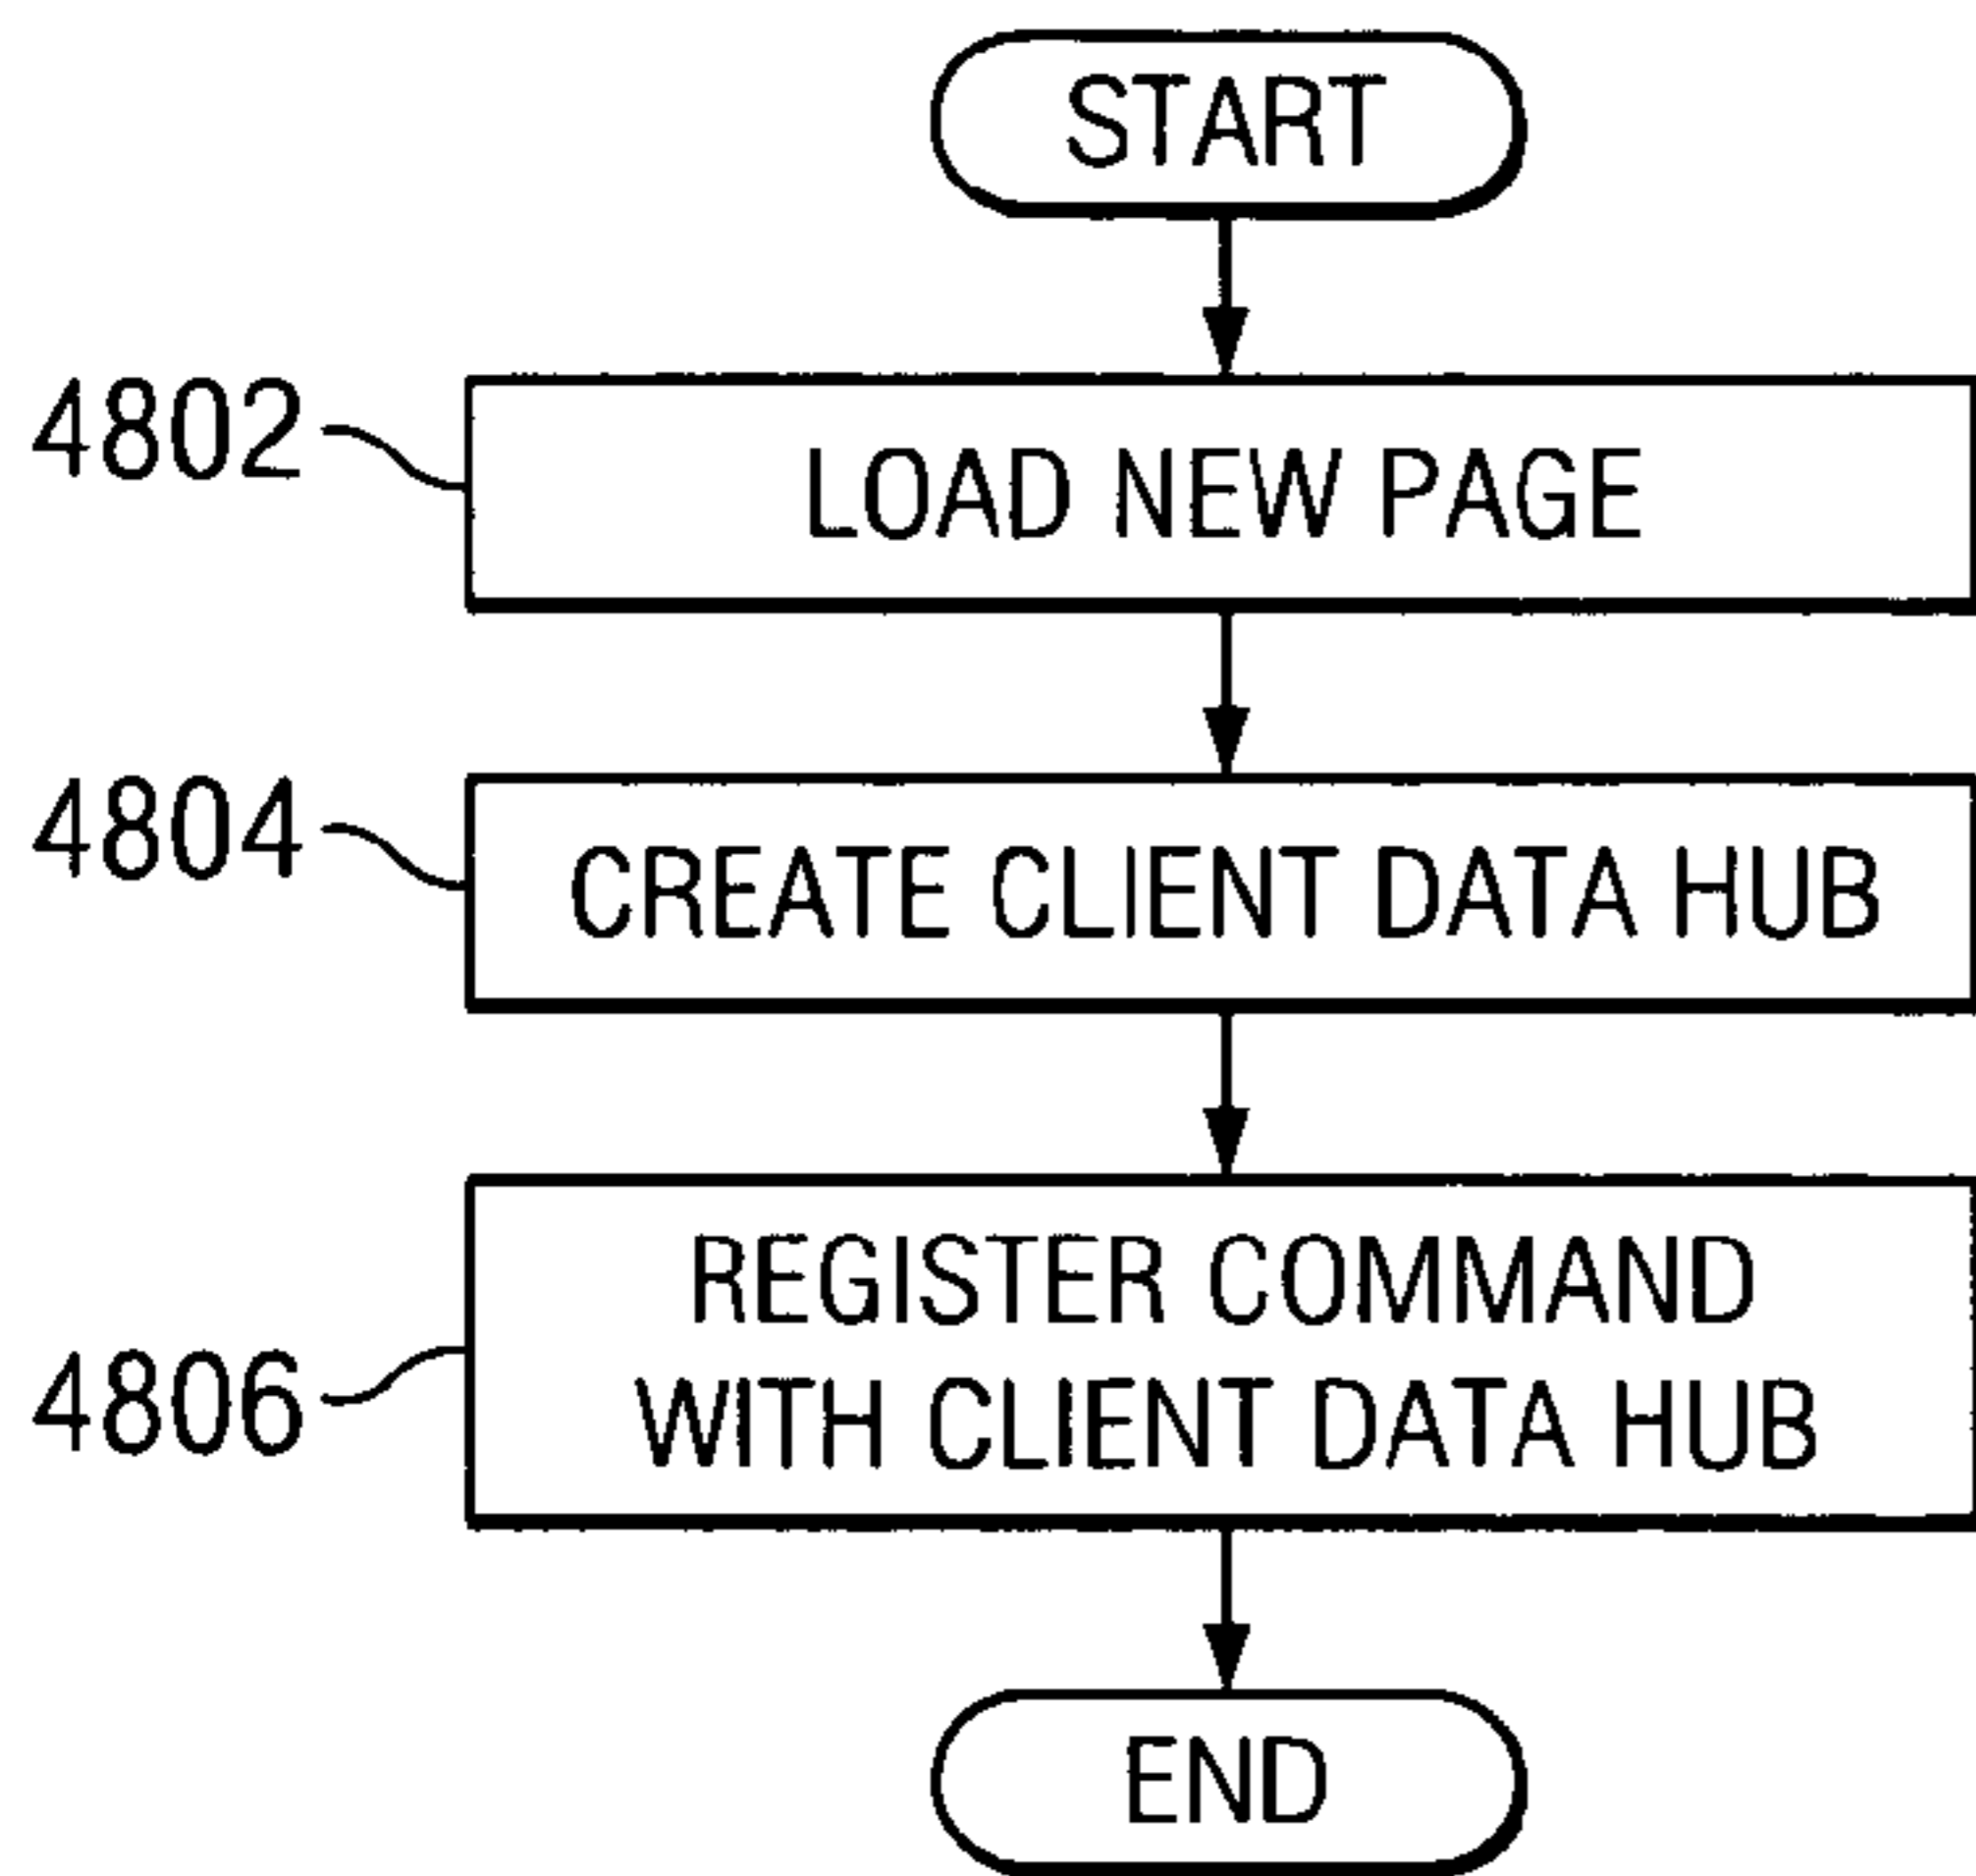 START
4802
LOAD NEW PAGE
4804
CREATE CLIENT DATA HUB
4806
REGISTER COMMAND
WITH CLIENT DATA HUB
END